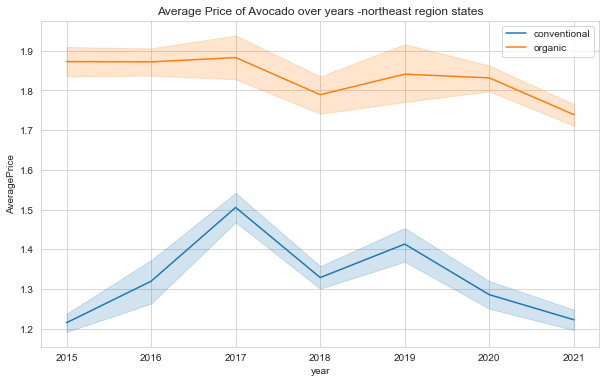 Average Price of Avocado over years -northeast region states
conventional
organic
AveragePrice
1.9
1.8
1.7
1.6
1.5
1.4
1.3
1.2
2015 2016 2017 2018 2019 2020 2021
year